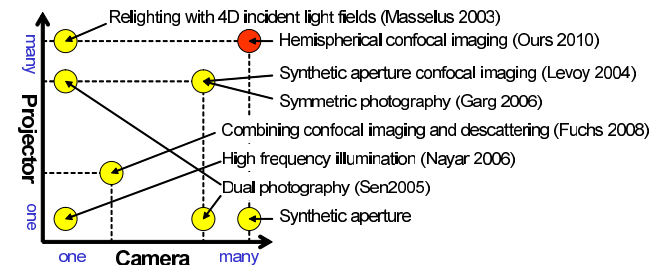 Relighting with 4D incident light fields (Masselus 2003)
Hemispherical confocal imaging (Ours 2010)
Synthetic aperture confocal imaging (Levoy 2004)
Symmetric photography (Garg 2006)
Combining confocal imaging and descattering (Fuchs 2008)
High frequency illumination (Nayar 2006)
Dual photography (Sen2005)
Synthetic aperture
many
Projector
one
one
Camera
many